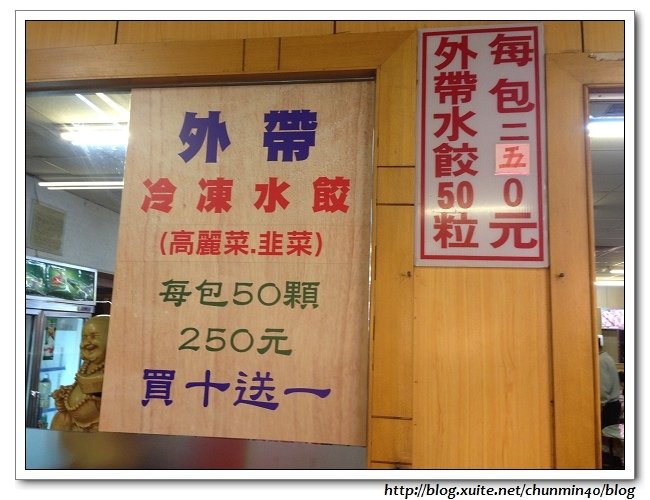 外帶
冷凍水餃
(高麗菜.韭菜)
每包50顆
250元
買十送一
每包二五0元
外帶水餃50粒
http://blog.xuite.net/chunmin40/blog